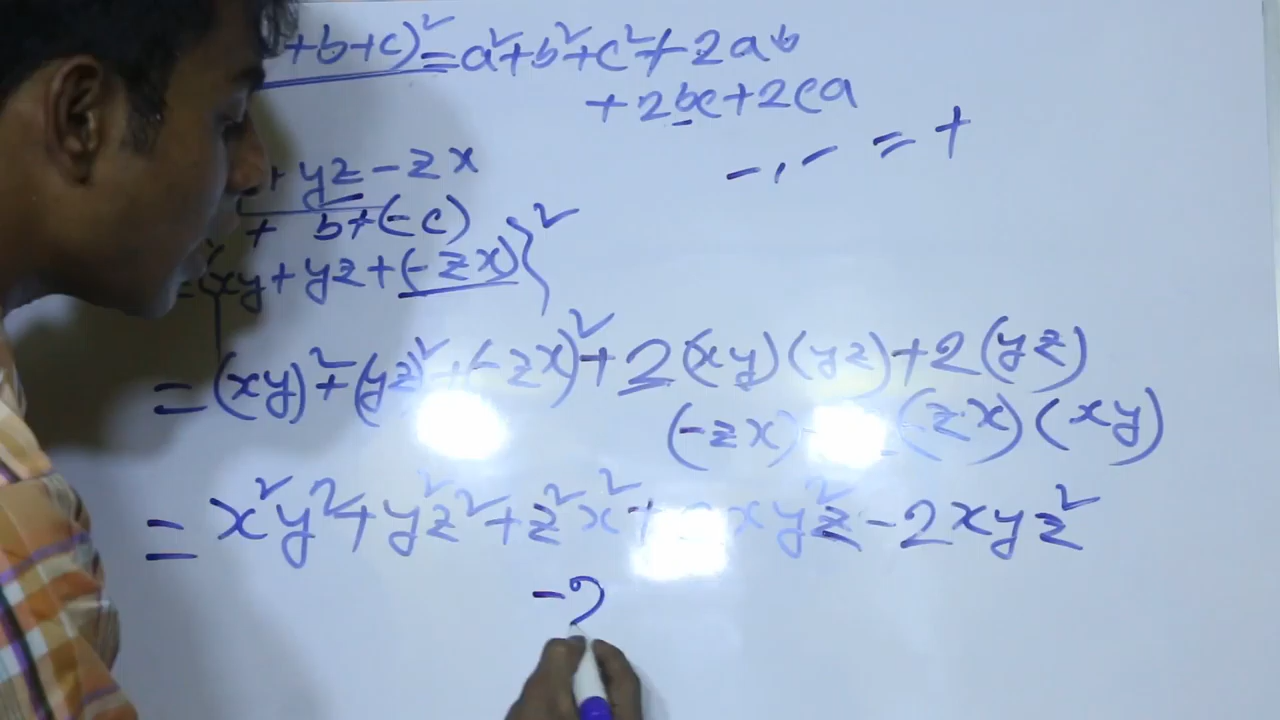 +b+c)²=a²+b²+c²+2ab
+2bc+2ca
-,- = +
+yz-zx
+ b+(-c)
={xy+yz+(-zx)}²
=(xy)²+(yz)²+(-zx)²+2(xy)(yz)+2(yz)
(-zx) (zx)(xy)
=x²y²+y²z²+z²x²+2xy²z-2xyz²
-2